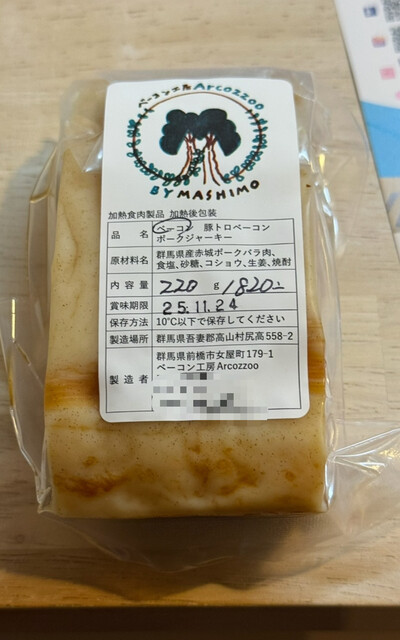 ベーコン工房Arcozzoo
BY MASHIMO
加熱食肉製品 加熱後包装
品名 ベーコン 豚トロベーコン
ポークジャーキー
原材料名 群馬県産赤城ポークバラ肉、
食塩、砂糖、コショウ、生姜、焼酎
内容量 220 g 1820-
賞味期限 25.11.24
保存方法 10℃以下で保存してください
製造場所 群馬県吾妻郡高山村尻高558-2
製造者 群馬県前橋市女屋町179-1
ベーコン工房Arcozzoo